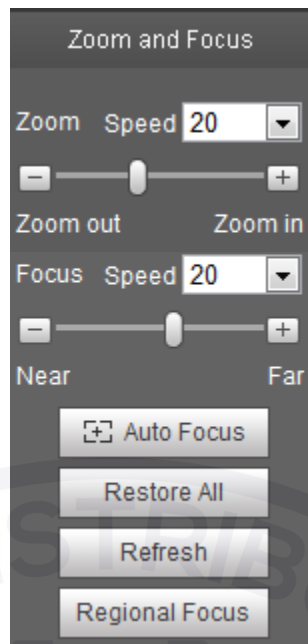 Zoom and Focus
Zoom Speed 20
Zoom out Zoom in
Focus Speed 20
Near Far
Auto Focus
Restore All
Refresh
Regional Focus